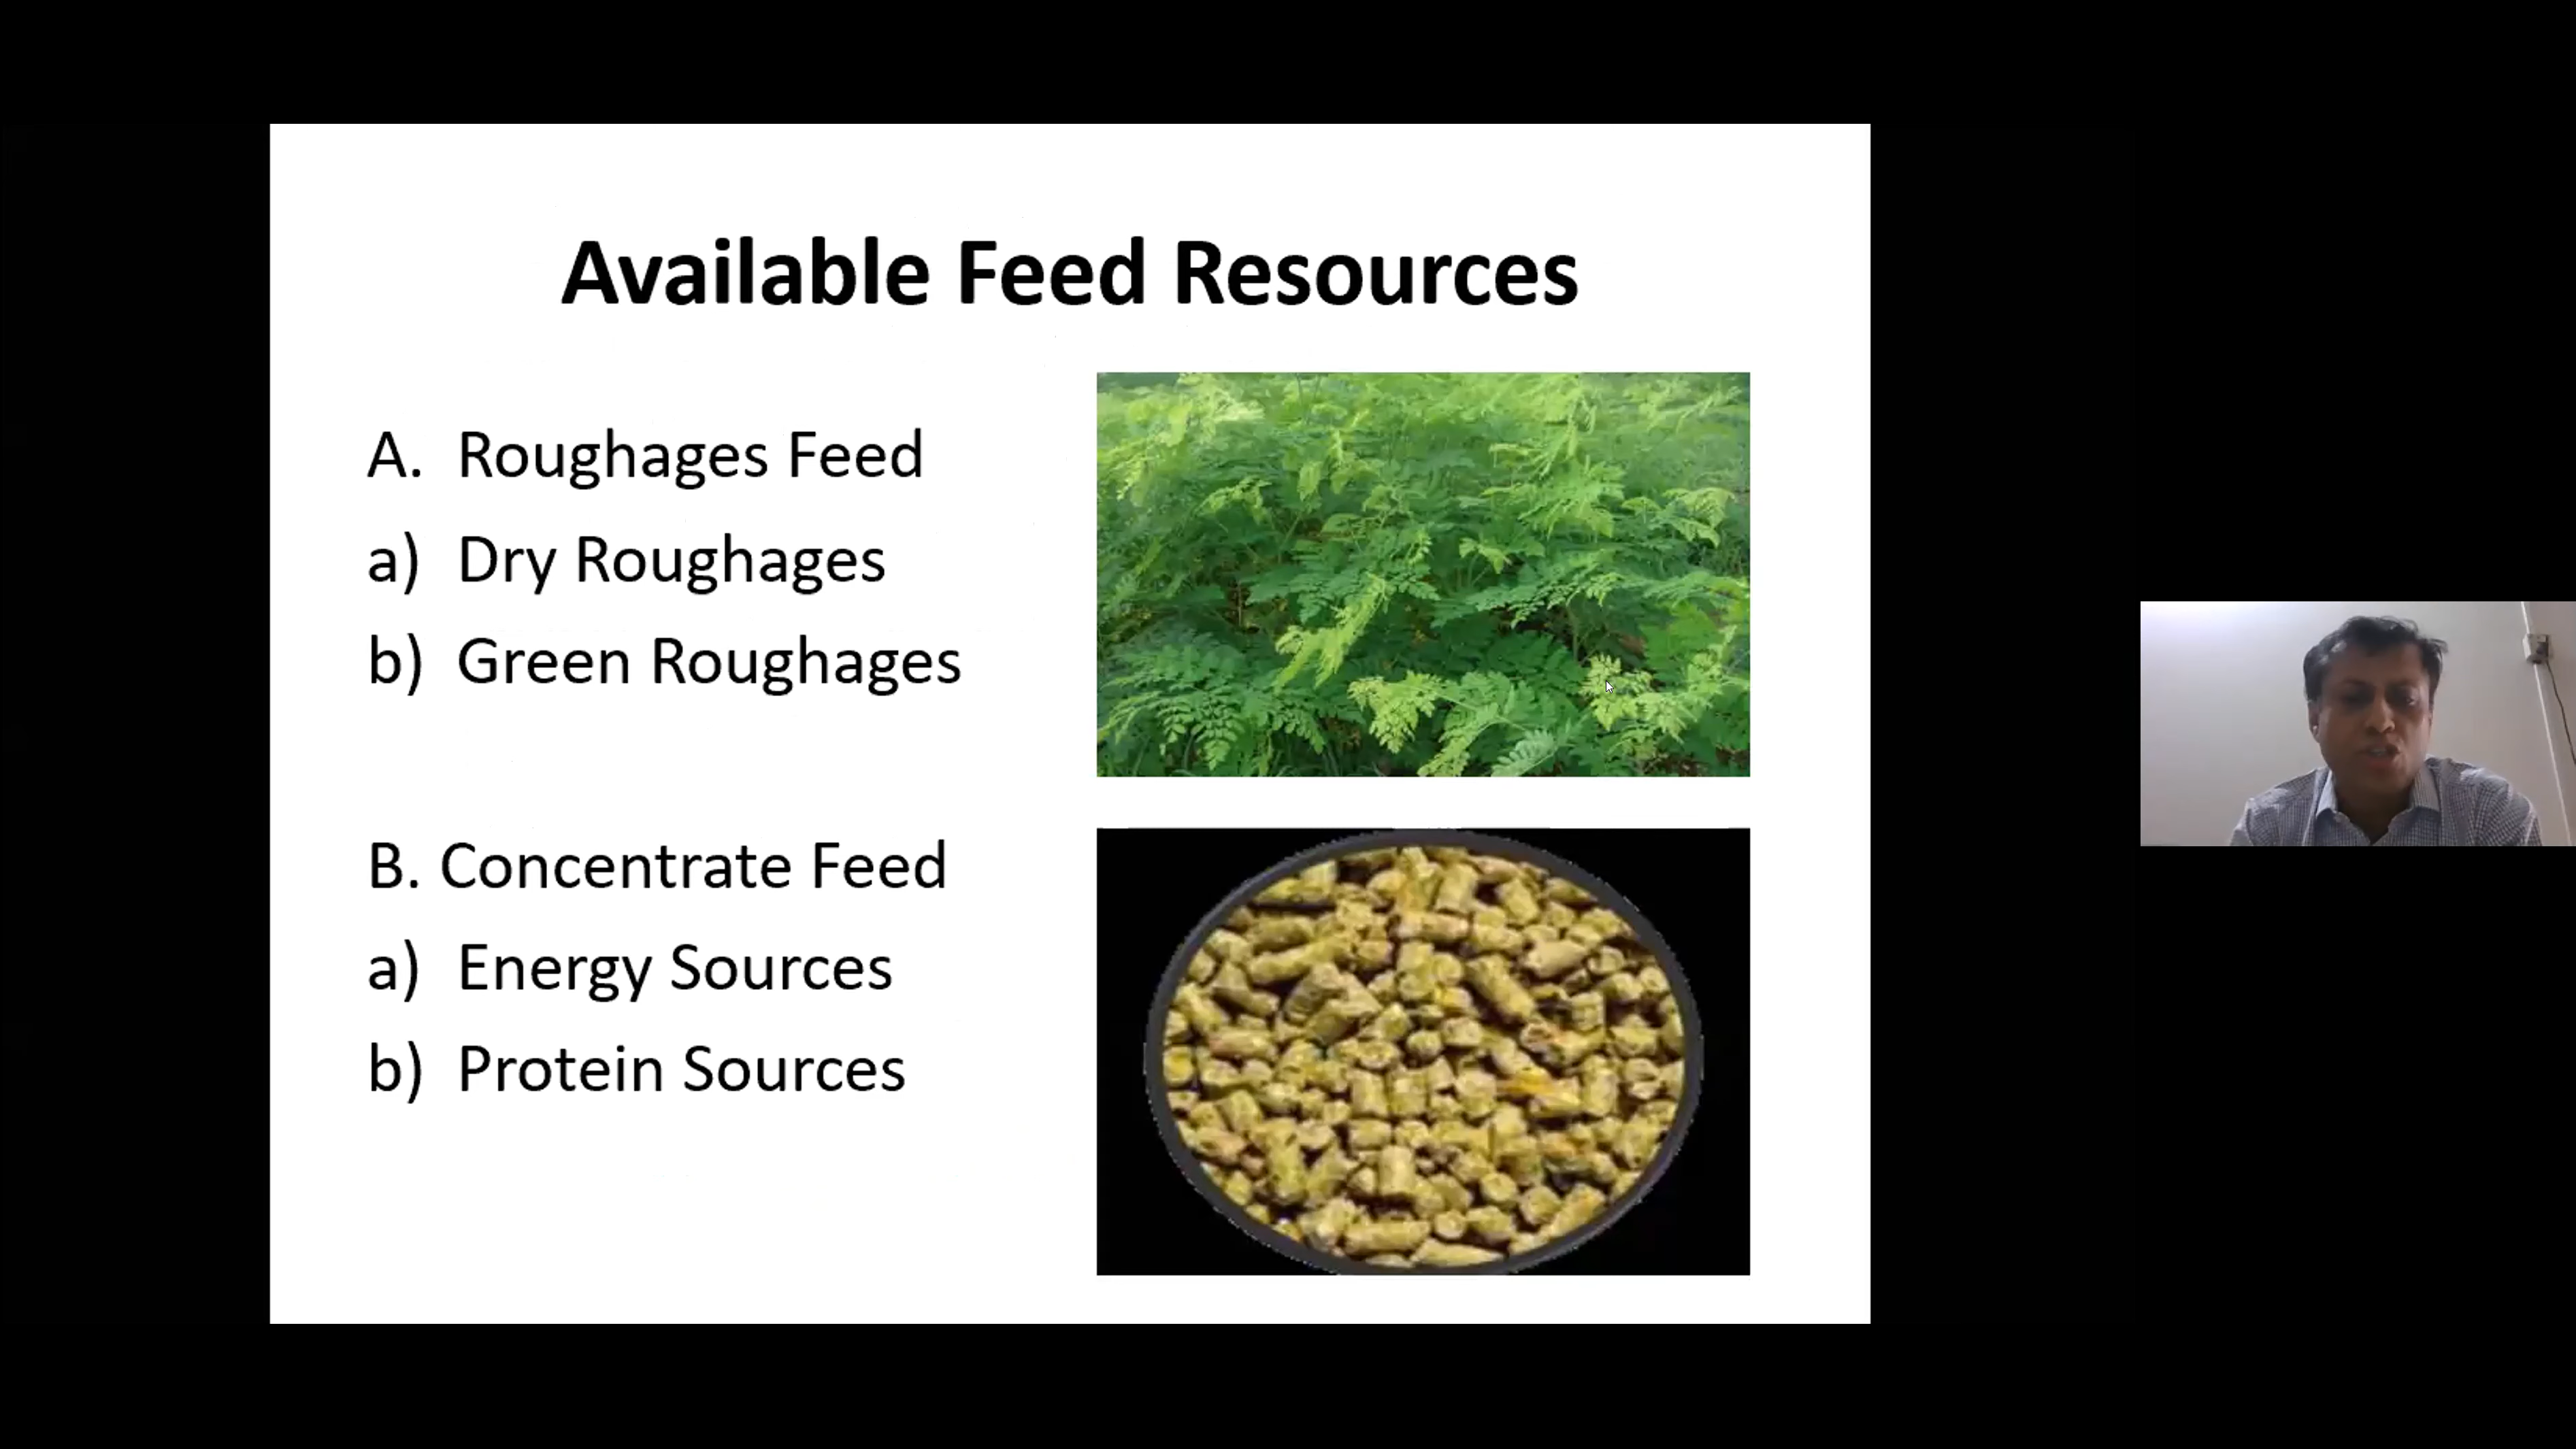 Available Feed Resources
A. Roughages Feed
a) Dry Roughages
b) Green Roughages
B. Concentrate Feed
a) Energy Sources
b) Protein Sources